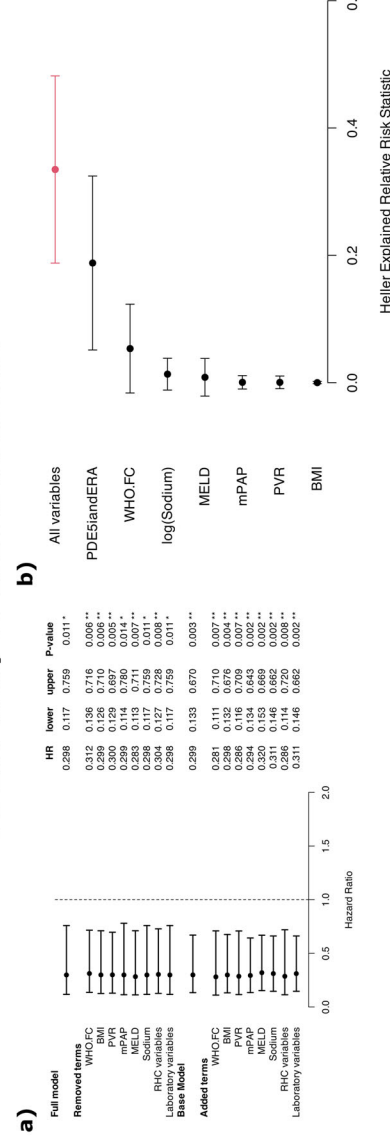 a)
HR lower upper P-value
Full model 0.298 0.117 0.759 0.011 *
Removed terms
WHO.FC 0.312 0.136 0.716 0.006 **
BMI 0.299 0.126 0.710 0.006 **
PVR 0.300 0.129 0.697 0.005 **
mPAP 0.299 0.114 0.780 0.014 *
MELD 0.283 0.113 0.711 0.007 **
Sodium 0.298 0.117 0.759 0.011 *
RHC variables 0.304 0.127 0.728 0.008 **
Laboratory variables 0.298 0.117 0.759 0.011 *
Base Model 0.299 0.133 0.670 0.003 **
Added terms
WHO.FC 0.281 0.111 0.710 0.007 **
BMI 0.298 0.132 0.676 0.004 **
PVR 0.286 0.116 0.709 0.007 **
mPAP 0.294 0.134 0.643 0.002 **
MELD 0.320 0.153 0.669 0.002 **
Sodium 0.311 0.146 0.662 0.002 **
RHC variables 0.286 0.114 0.720 0.008 **
Laboratory variables 0.311 0.146 0.662 0.002 **
0.0 0.5 1.0 1.5 2.0
Hazard Ratio
b)
All variables
PDE5iandERA
WHO.FC
log(Sodium)
MELD
mPAP
PVR
BMI
0.0 0.2 0.4
Heller Explained Relative Risk Statistic